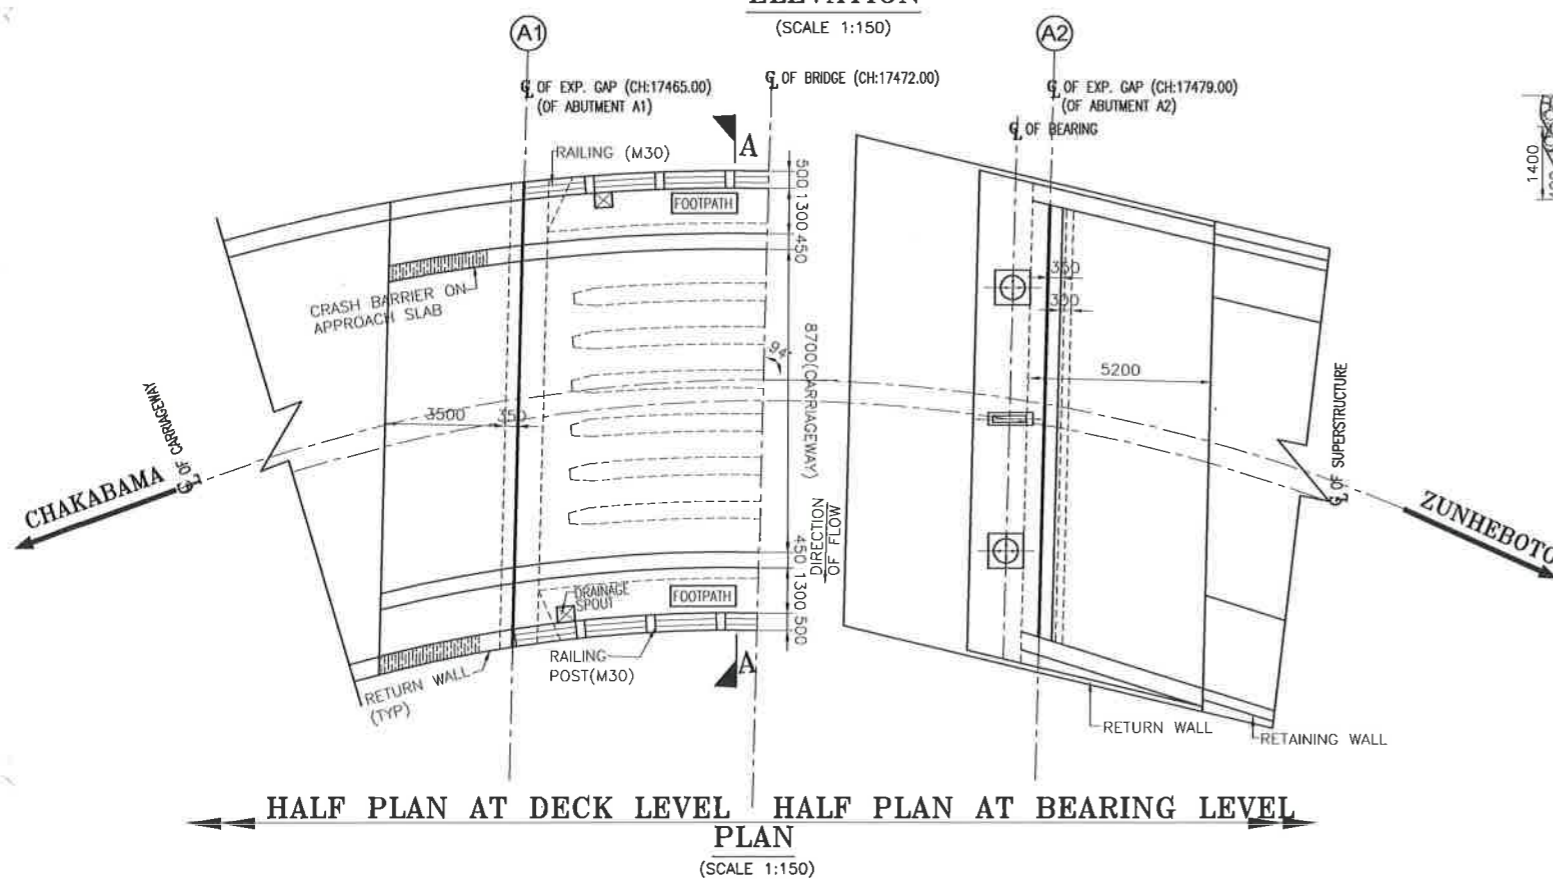 ELEVATION
(SCALE 1:150)
A1
A2
℄ OF EXP. GAP (CH:17465.00)
(OF ABUTMENT A1)
℄ OF BRIDGE (CH:17472.00)
℄ OF EXP. GAP (CH:17479.00)
(OF ABUTMENT A2)
℄ OF BEARING
RAILING (M30)
A
FOOTPATH
500
1300
450
1400
CRASH BARRIER ON
APPROACH SLAB
350
300
8700(CARRIAGEWAY)
94°
5200
3500
350
℄ OF CARRIAGEWAY
℄ OF SUPERSTRUCTURE
CHAKABAMA
ZUNHEBOTO
DIRECTION
OF FLOW
450
1300
500
DRAINAGE
SPOUT
FOOTPATH
RAILING
POST(M30)
A
RETURN WALL
(TYP)
RETURN WALL
RETAINING WALL
HALF PLAN AT DECK LEVEL
HALF PLAN AT BEARING LEVEL
PLAN
(SCALE 1:150)